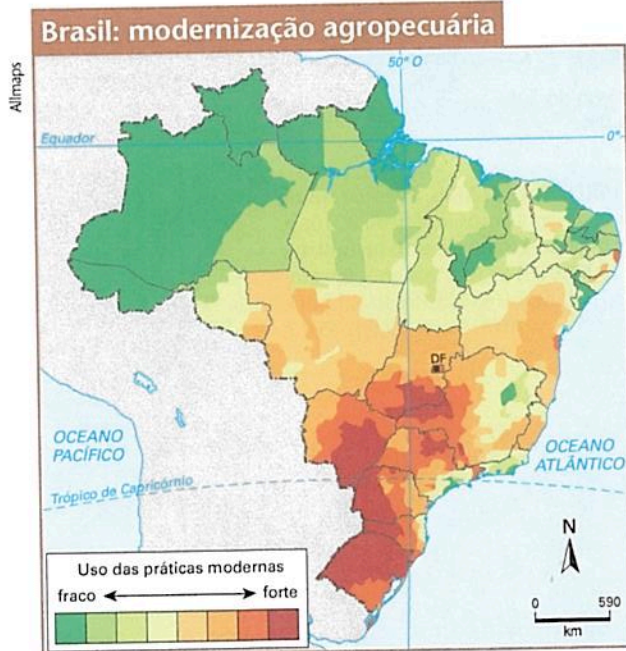 Brasil: modernização agropecuária
Allmaps
50° O
Equador
0°
DF
OCEANO
PACÍFICO
OCEANO
ATLÂNTICO
Trópico de Capricórnio
N
Uso das práticas modernas
fraco
forte
0 590
km